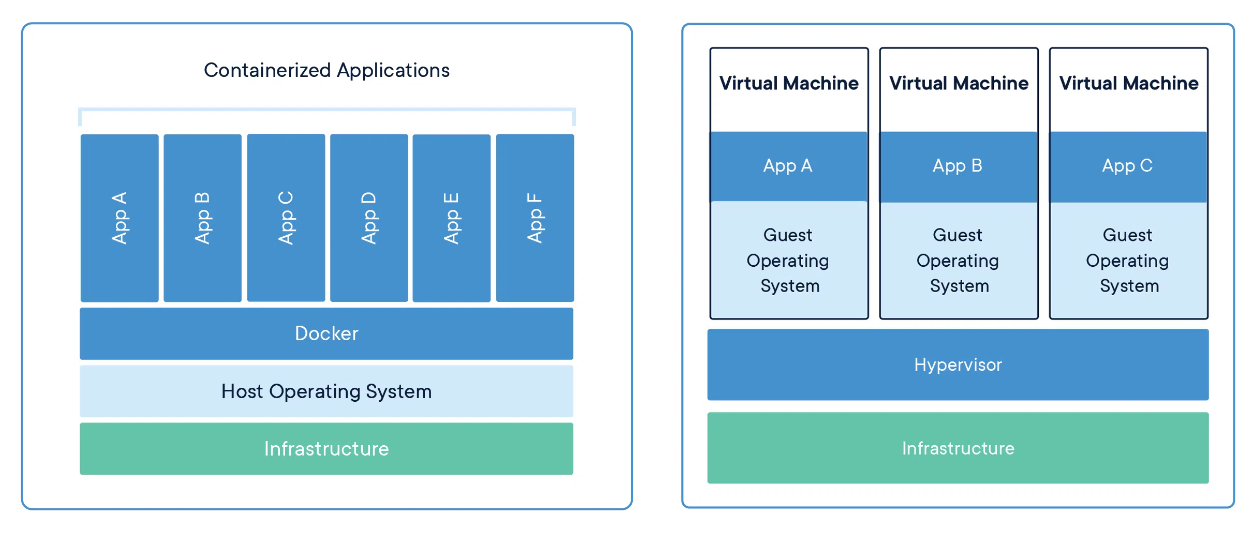 Containerized Applications
App A
App B
App C
App D
App E
App F
Docker
Host Operating System
Infrastructure
Virtual Machine
App A
Guest
Operating
System
Virtual Machine
App B
Guest
Operating
System
Virtual Machine
App C
Guest
Operating
System
Hypervisor
Infrastructure